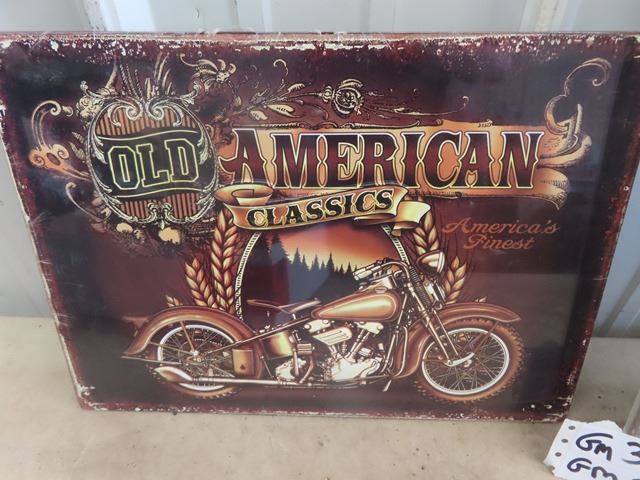 OLD AMERICAN
CLASSICS
America's
Finest
Gm 3
Gm